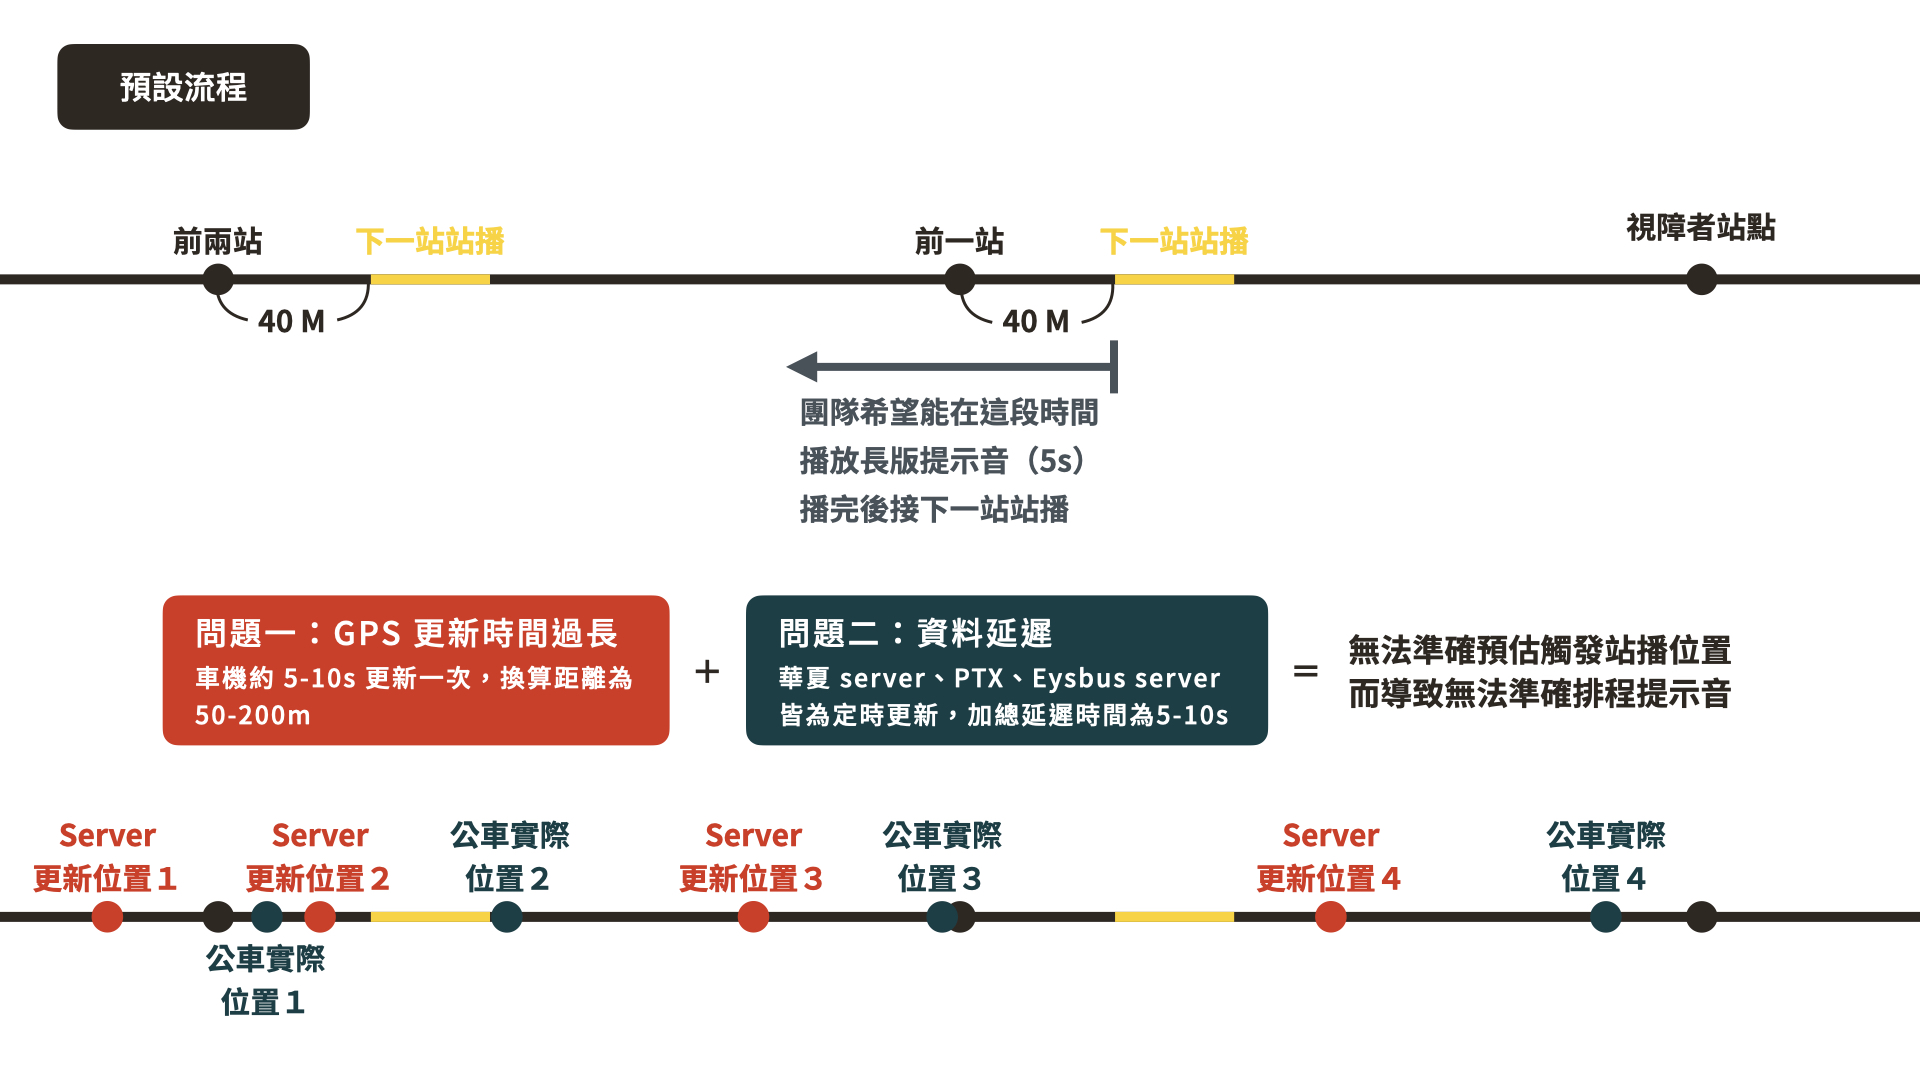 預設流程
前兩站
下一站站播
前一站
下一站站播
視障者站點
40 M
40 M
團隊希望能在這段時間
播放長版提示音（5s）
播完後接下一站站播
問題一：GPS 更新時間過長
車機約 5-10s 更新一次，換算距離為
50-200m
+
問題二：資料延遲
華夏 server、PTX、Eysbus server
皆為定時更新，加總延遲時間為5-10s
=
無法準確預估觸發站播位置
而導致無法準確排程提示音
Server
更新位置 1
Server
更新位置 2
公車實際
位置 2
Server
更新位置 3
公車實際
位置 3
Server
更新位置 4
公車實際
位置 4
公車實際
位置 1